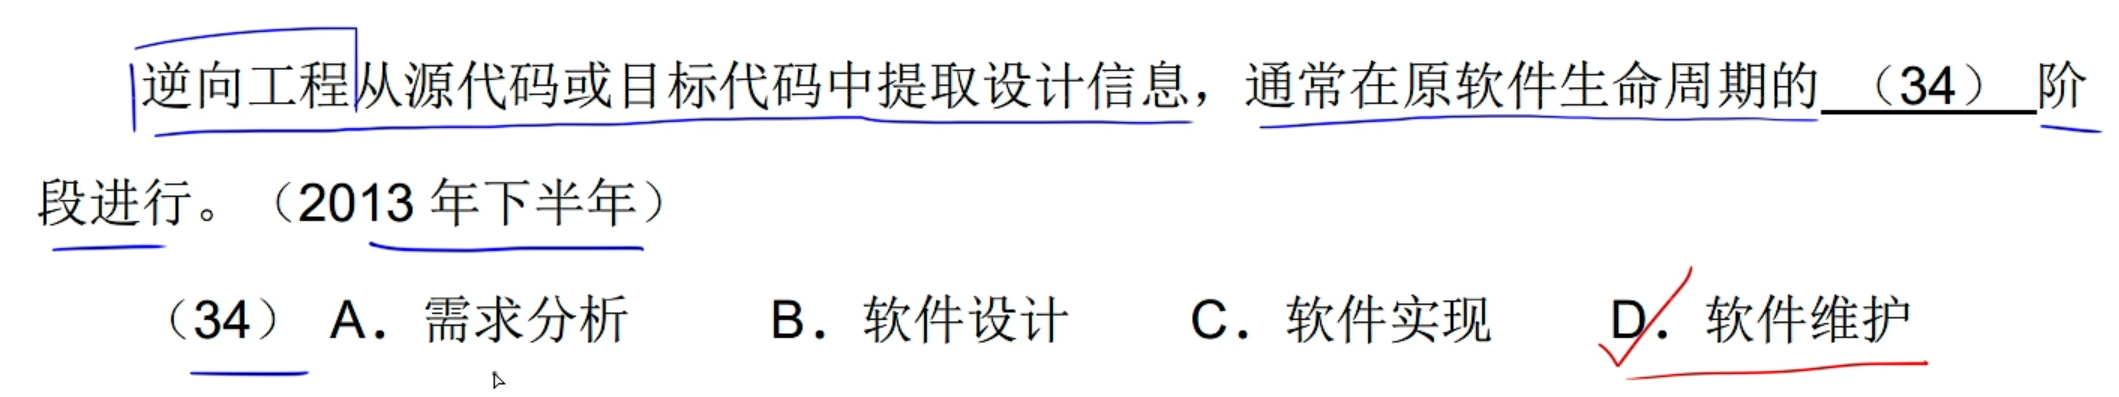 逆向工程从源代码或目标代码中提取设计信息，通常在原软件生命周期的 （34） 阶
段进行。（2013 年下半年）
（34） A． 需求分析 B． 软件设计 C． 软件实现 D． 软件维护